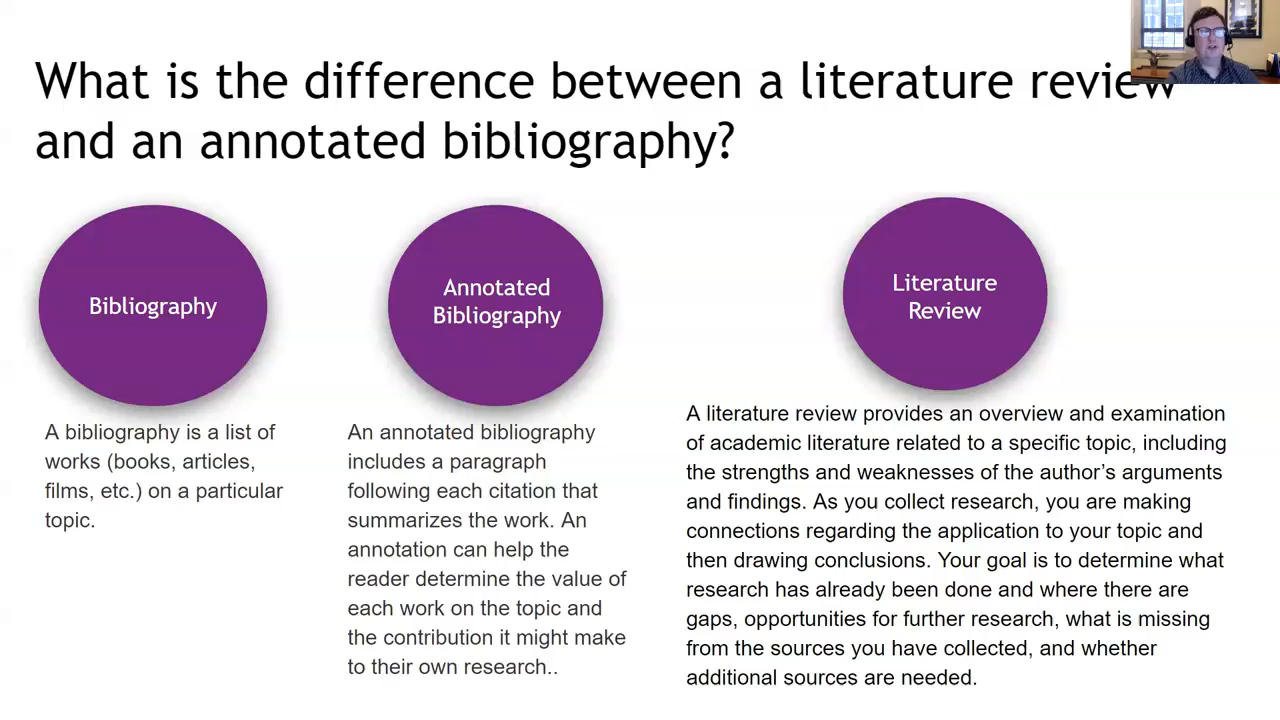 What is the difference between a literature review
and an annotated bibliography?
Bibliography
A bibliography is a list of
works (books, articles,
films, etc.) on a particular
topic.
Annotated
Bibliography
An annotated bibliography
includes a paragraph
following each citation that
summarizes the work. An
annotation can help the
reader determine the value of
each work on the topic and
the contribution it might make
to their own research..
Literature
Review
A literature review provides an overview and examination
of academic literature related to a specific topic, including
the strengths and weaknesses of the author’s arguments
and findings. As you collect research, you are making
connections regarding the application to your topic and
then drawing conclusions. Your goal is to determine what
research has already been done and where there are
gaps, opportunities for further research, what is missing
from the sources you have collected, and whether
additional sources are needed.